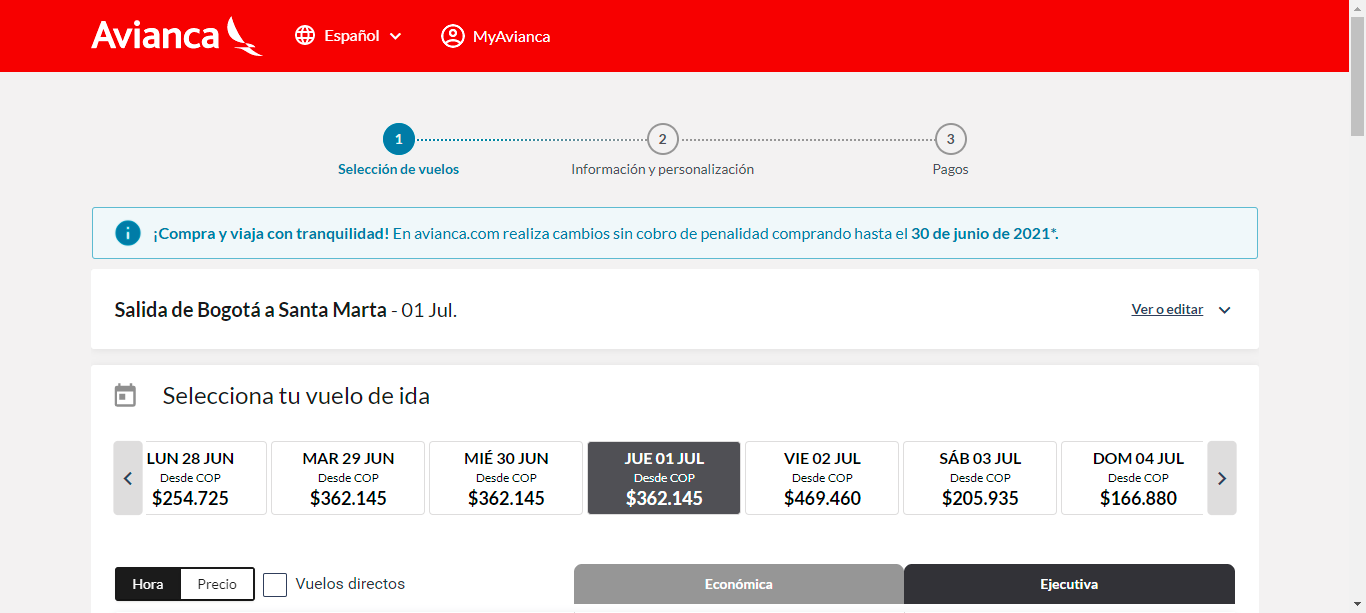 Avianca
Español
MyAvianca
1
2
3
Selección de vuelos
Información y personalización
Pagos
¡Compra y viaja con tranquilidad! En avianca.com realiza cambios sin cobro de penalidad comprando hasta el 30 de junio de 2021*.
Salida de Bogotá a Santa Marta - 01 Jul.
Ver o editar
Selecciona tu vuelo de ida
LUN 28 JUN
Desde COP
$254.725
MAR 29 JUN
Desde COP
$362.145
MIÉ 30 JUN
Desde COP
$362.145
JUE 01 JUL
Desde COP
$362.145
VIE 02 JUL
Desde COP
$469.460
SÁB 03 JUL
Desde COP
$205.935
DOM 04 JUL
Desde COP
$166.880
Hora
Precio
Vuelos directos
Económica
Ejecutiva